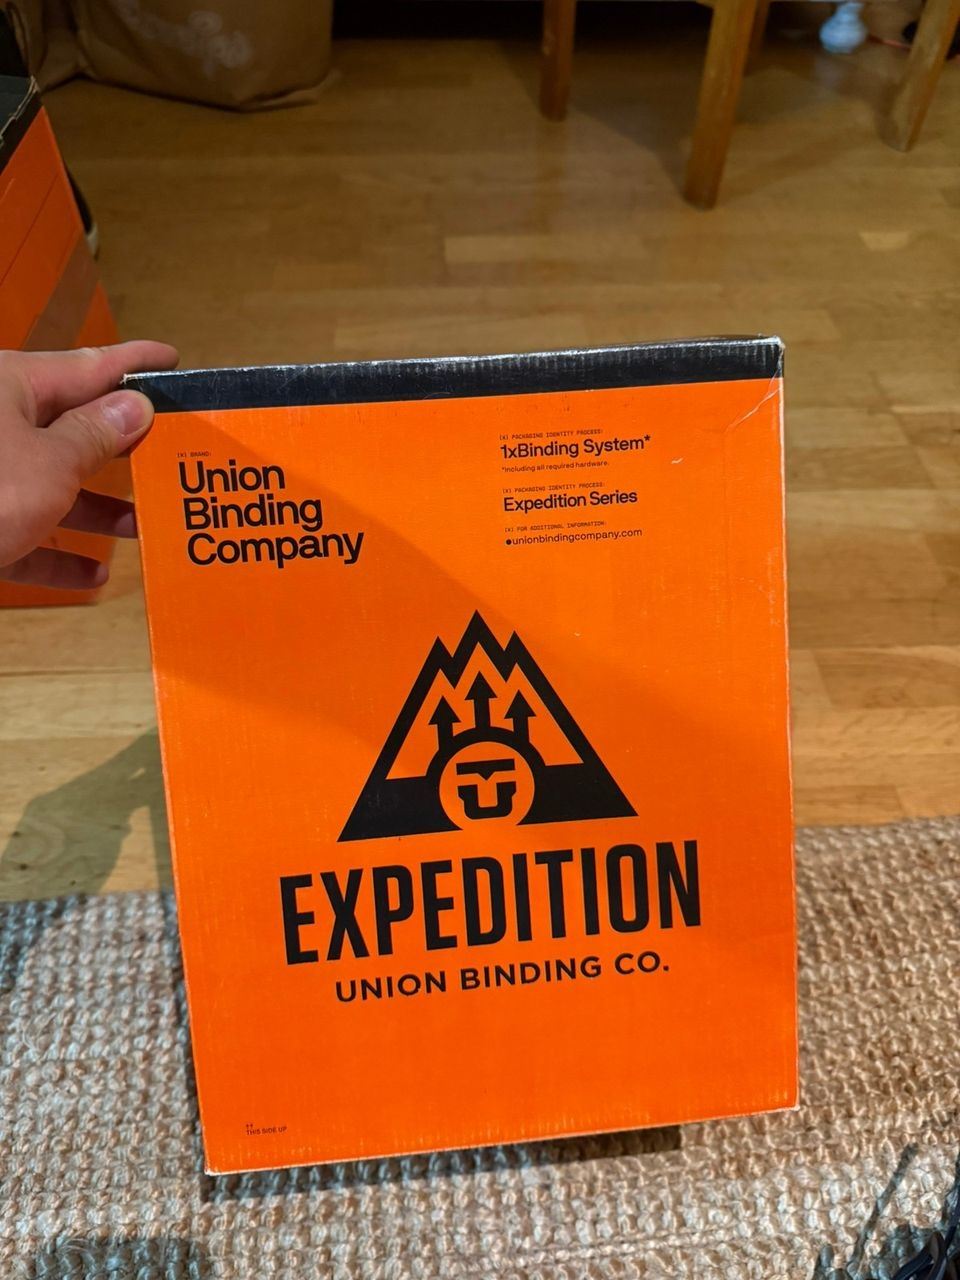 [X] BRAND:
Union
Binding
Company
[X] PACKAGING IDENTITY PROCESS:
1xBinding System*
*Including all required hardware.
[X] PACKAGING IDENTITY PROCESS:
Expedition Series
[X] FOR ADDITIONAL INFORMATION:
●unionbindingcompany.com
EXPEDITION
UNION BINDING CO.
THIS SIDE UP